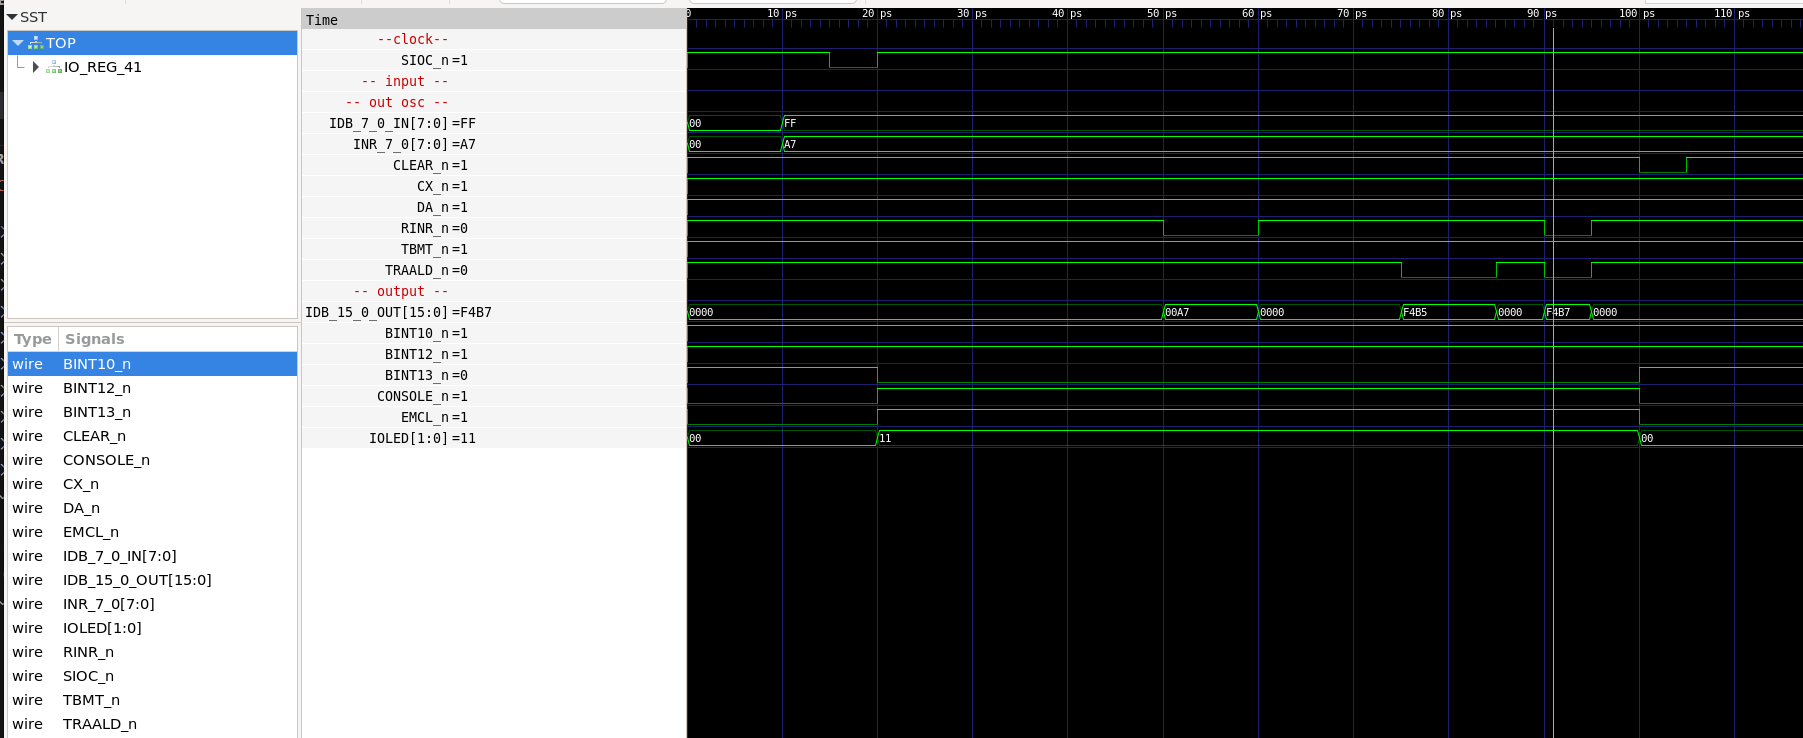 SST
TOP
IO_REG_41
Type Signals
wire BINT10_n
wire BINT12_n
wire BINT13_n
wire CLEAR_n
wire CONSOLE_n
wire CX_n
wire DA_n
wire EMCL_n
wire IDB_7_0_IN[7:0]
wire IDB_15_0_OUT[15:0]
wire INR_7_0[7:0]
wire IOLED[1:0]
wire RINR_n
wire SIOC_n
wire TBMT_n
wire TRAALD_n
Time
--clock--
SIOC_n=1
-- input --
-- out osc --
IDB_7_0_IN[7:0]=FF
INR_7_0[7:0]=A7
CLEAR_n=1
CX_n=1
DA_n=1
RINR_n=0
TBMT_n=1
TRAALD_n=0
-- output --
IDB_15_0_OUT[15:0]=F4B7
BINT10_n=1
BINT12_n=1
BINT13_n=0
CONSOLE_n=1
EMCL_n=1
IOLED[1:0]=11
0 10 ps 20 ps 30 ps 40 ps 50 ps 60 ps 70 ps 80 ps 90 ps 100 ps 110 ps
00 FF
00 A7
0000 00A7 0000 F4B5 0000 F4B7 0000
00 11 00